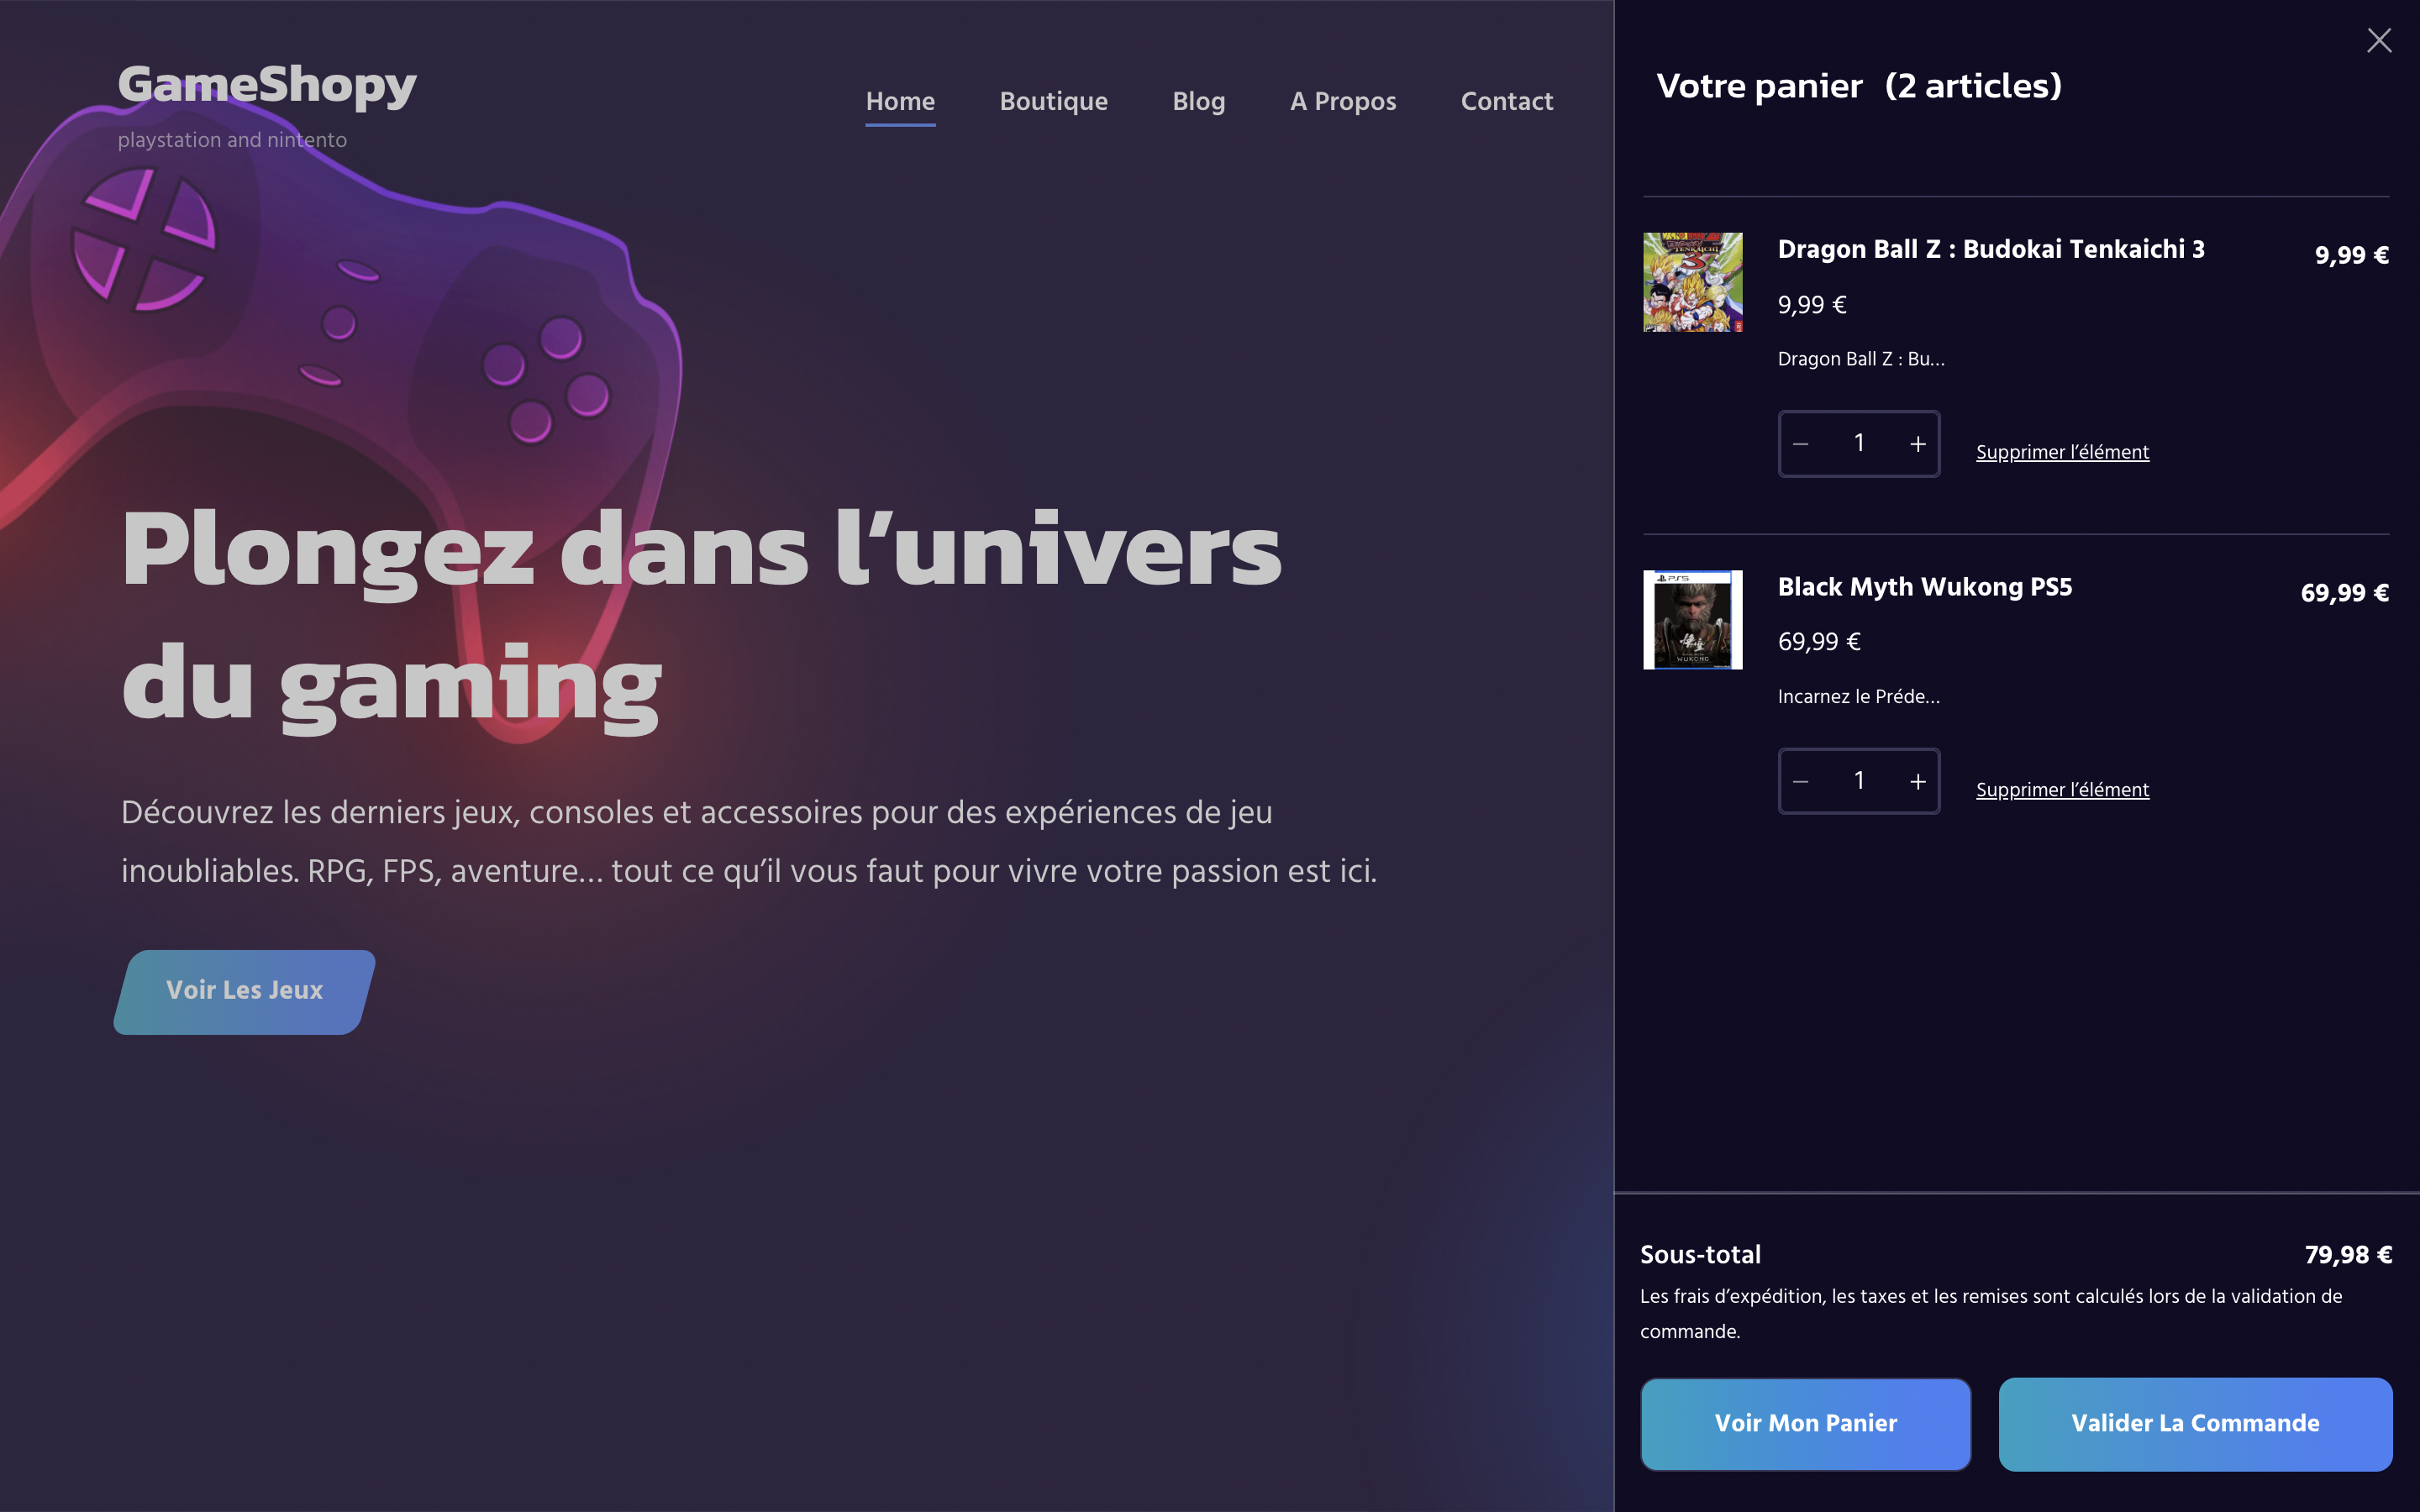 GameShopy
playstation and nintento
Home Boutique Blog A Propos Contact
Plongez dans l’univers
du gaming
Découvrez les derniers jeux, consoles et accessoires pour des expériences de jeu
inoubliables. RPG, FPS, aventure… tout ce qu’il vous faut pour vivre votre passion est ici.
Voir Les Jeux
Votre panier (2 articles)
TENKAICHI
3
Dragon Ball Z : Budokai Tenkaichi 3
9,99 €
9,99 €
Dragon Ball Z : Bu…
− 1 +
Supprimer l’élément
PS5
WUKONG
Black Myth Wukong PS5
69,99 €
69,99 €
Incarnez le Préde…
− 1 +
Supprimer l’élément
Sous-total
79,98 €
Les frais d’expédition, les taxes et les remises sont calculés lors de la validation de
commande.
Voir Mon Panier
Valider La Commande